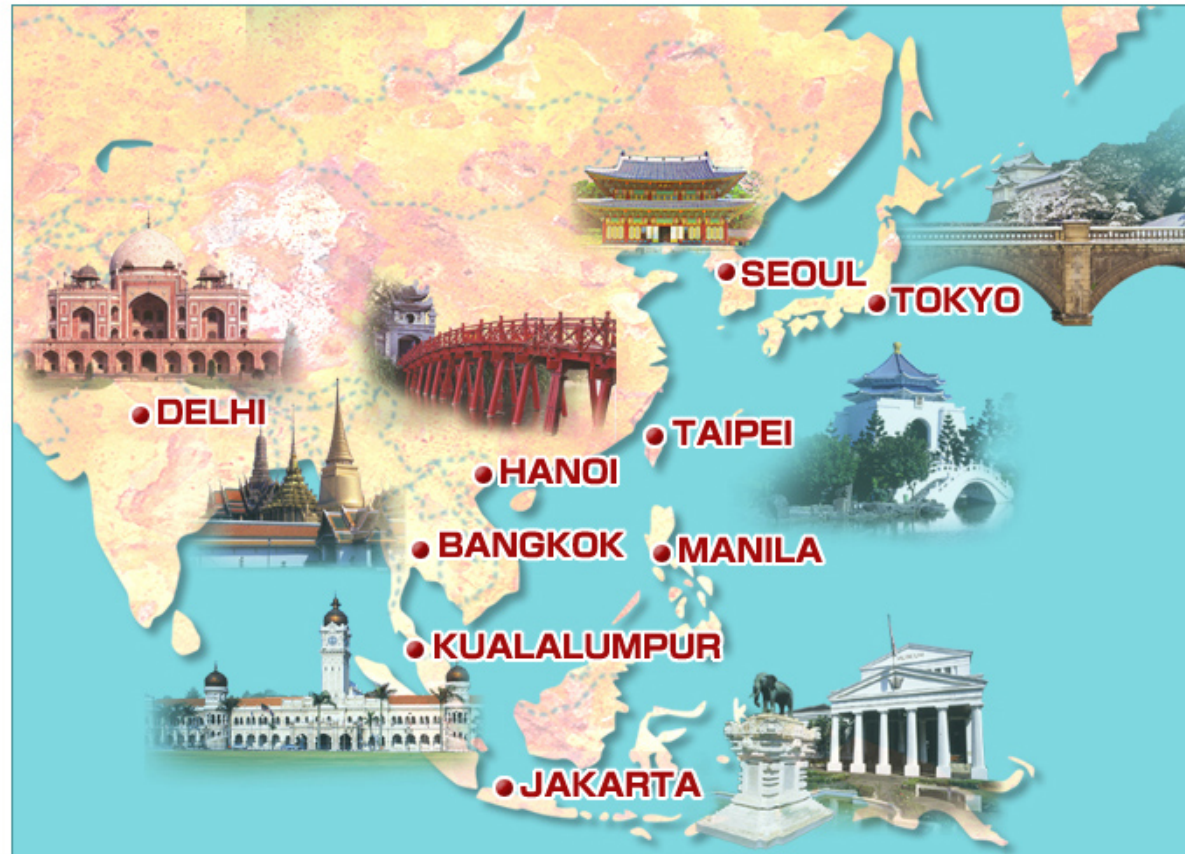 SEOUL
TOKYO
DELHI
TAIPEI
HANOI
BANGKOK
MANILA
KUALALUMPUR
JAKARTA